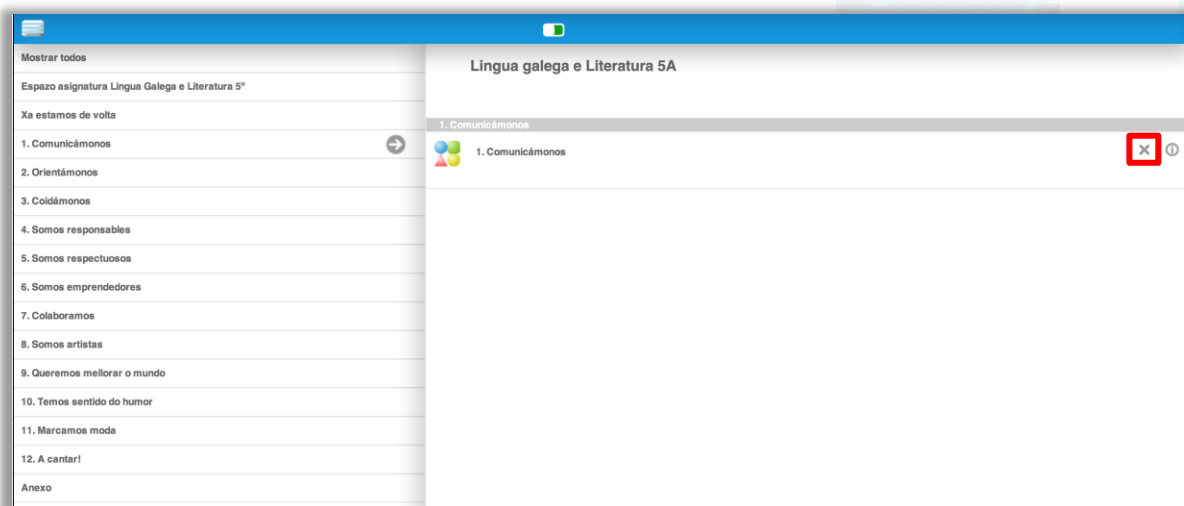 Mostrar todos
Espazo asignatura Lingua Galega e Literatura 5º
Xa estamos de volta
1. Comunicámonos
2. Orientámonos
3. Coidámonos
4. Somos responsables
5. Somos respectuosos
6. Somos emprendedores
7. Colaboramos
8. Somos artistas
9. Queremos mellorar o mundo
10. Temos sentido do humor
11. Marcamos moda
12. A cantar!
Anexo
Lingua galega e Literatura 5A
1. Comunicámonos
1. Comunicámonos